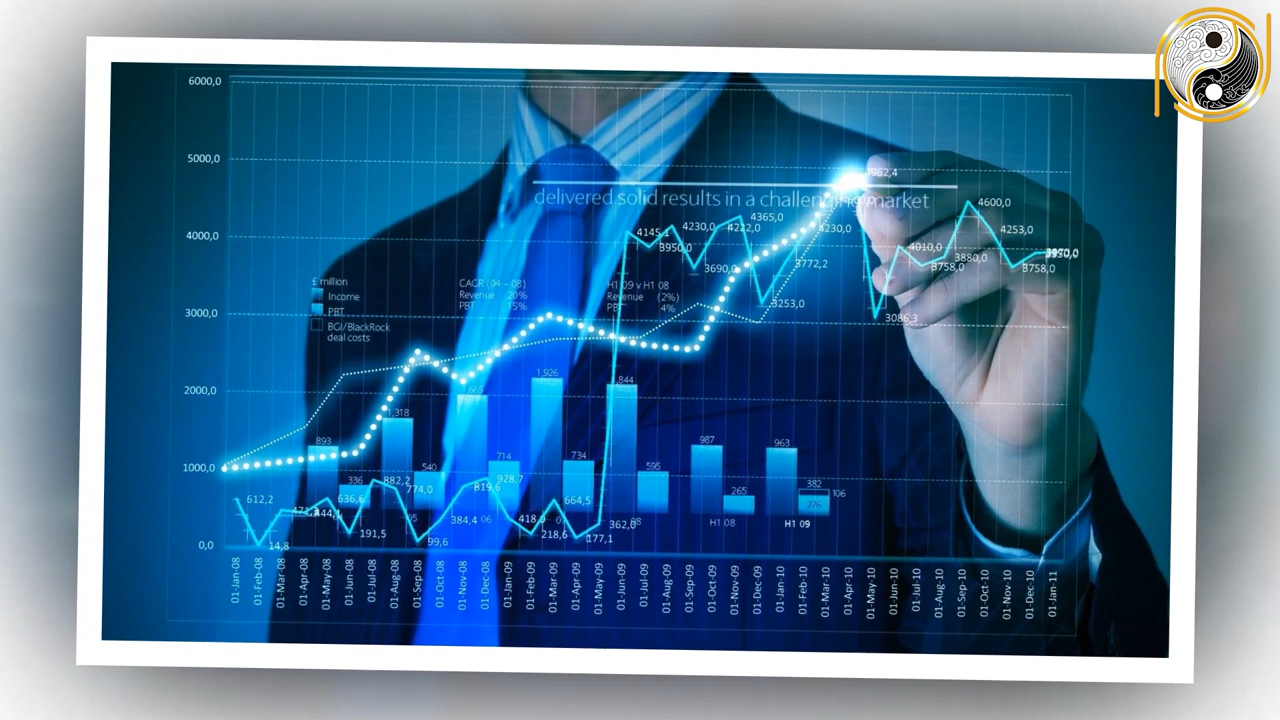 6000,0
5000,0
4000,0
3000,0
2000,0
1000,0
0,0
delivered solid results in a market
£ million
Income
PBT
BGI/BlackRock
deal costs
CAGR (04 – 08)
Revenue 20%
PBT 15%
H1 09 v H1 08
Revenue (2%)
PBT 4%
4145,1
3950,0
4230,0
3690,0
4222,0
4365,0
3253,0
3772,2
4230,0
3086,3
4010,0
3758,0
3880,0
4600,0
4253,0
3758,0
3970,0
893
336
1,318
540
1,665
714
1,926
734
595
987
265
963
382
106
276
612,2
14,8
444,1
636,6
191,5
882,2
774,0
99,6
384,4
06
819,6
928,7
418,9
218,6
664,5
177,1
362,0
H1 08
H1 09
01-Jan-08
01-Feb-08
01-Mar-08
01-Apr-08
01-May-08
01-Jun-08
01-Jul-08
01-Aug-08
01-Sep-08
01-Oct-08
01-Nov-08
01-Dec-08
01-Jan-09
01-Feb-09
01-Mar-09
01-Apr-09
01-May-09
01-Jun-09
01-Jul-09
01-Aug-09
01-Sep-09
01-Oct-09
01-Nov-09
01-Dec-09
01-Jan-10
01-Feb-10
01-Mar-10
01-Apr-10
01-May-10
01-Jun-10
01-Jul-10
01-Aug-10
01-Sep-10
01-Oct-10
01-Nov-10
01-Dec-10
01-Jan-11